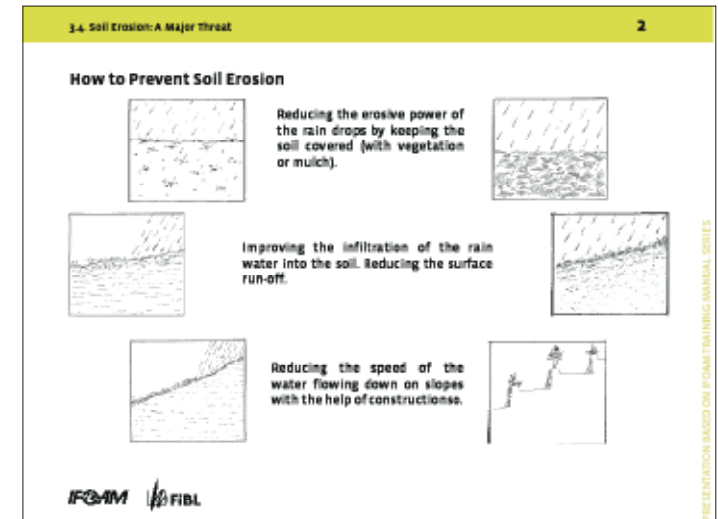 3.4. Soil Erosion: A Major Threat
2
How to Prevent Soil Erosion
Reducing the erosive power of
the rain drops by keeping the
soil covered (with vegetation
or mulch).
Improving the infiltration of the rain
water into the soil. Reducing the surface
run-off.
Reducing the speed of the
water flowing down on slopes
with the help of constructionso.
IFOAM FiBL
PRESENTATION BASED ON IFOAM TRAINING MANUAL SERIES